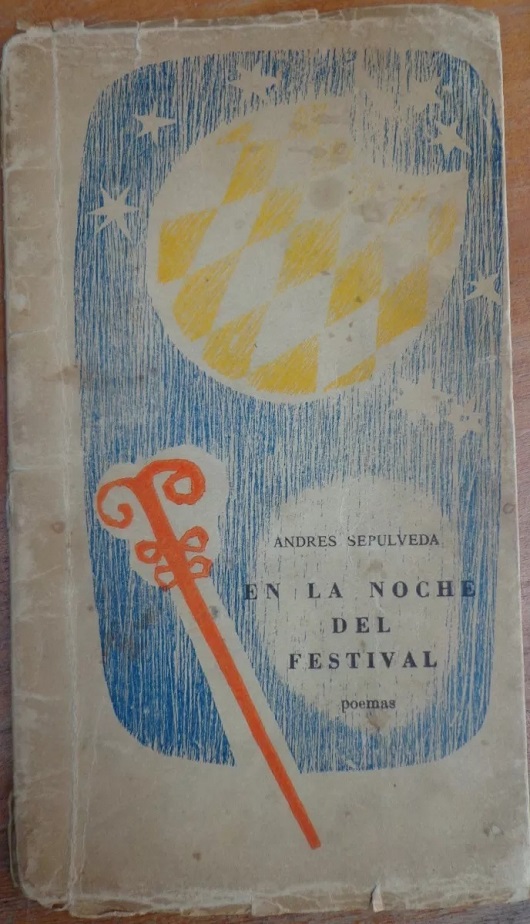 ANDRES SEPULVEDA
EN LA NOCHE
DEL
FESTIVAL
poemas